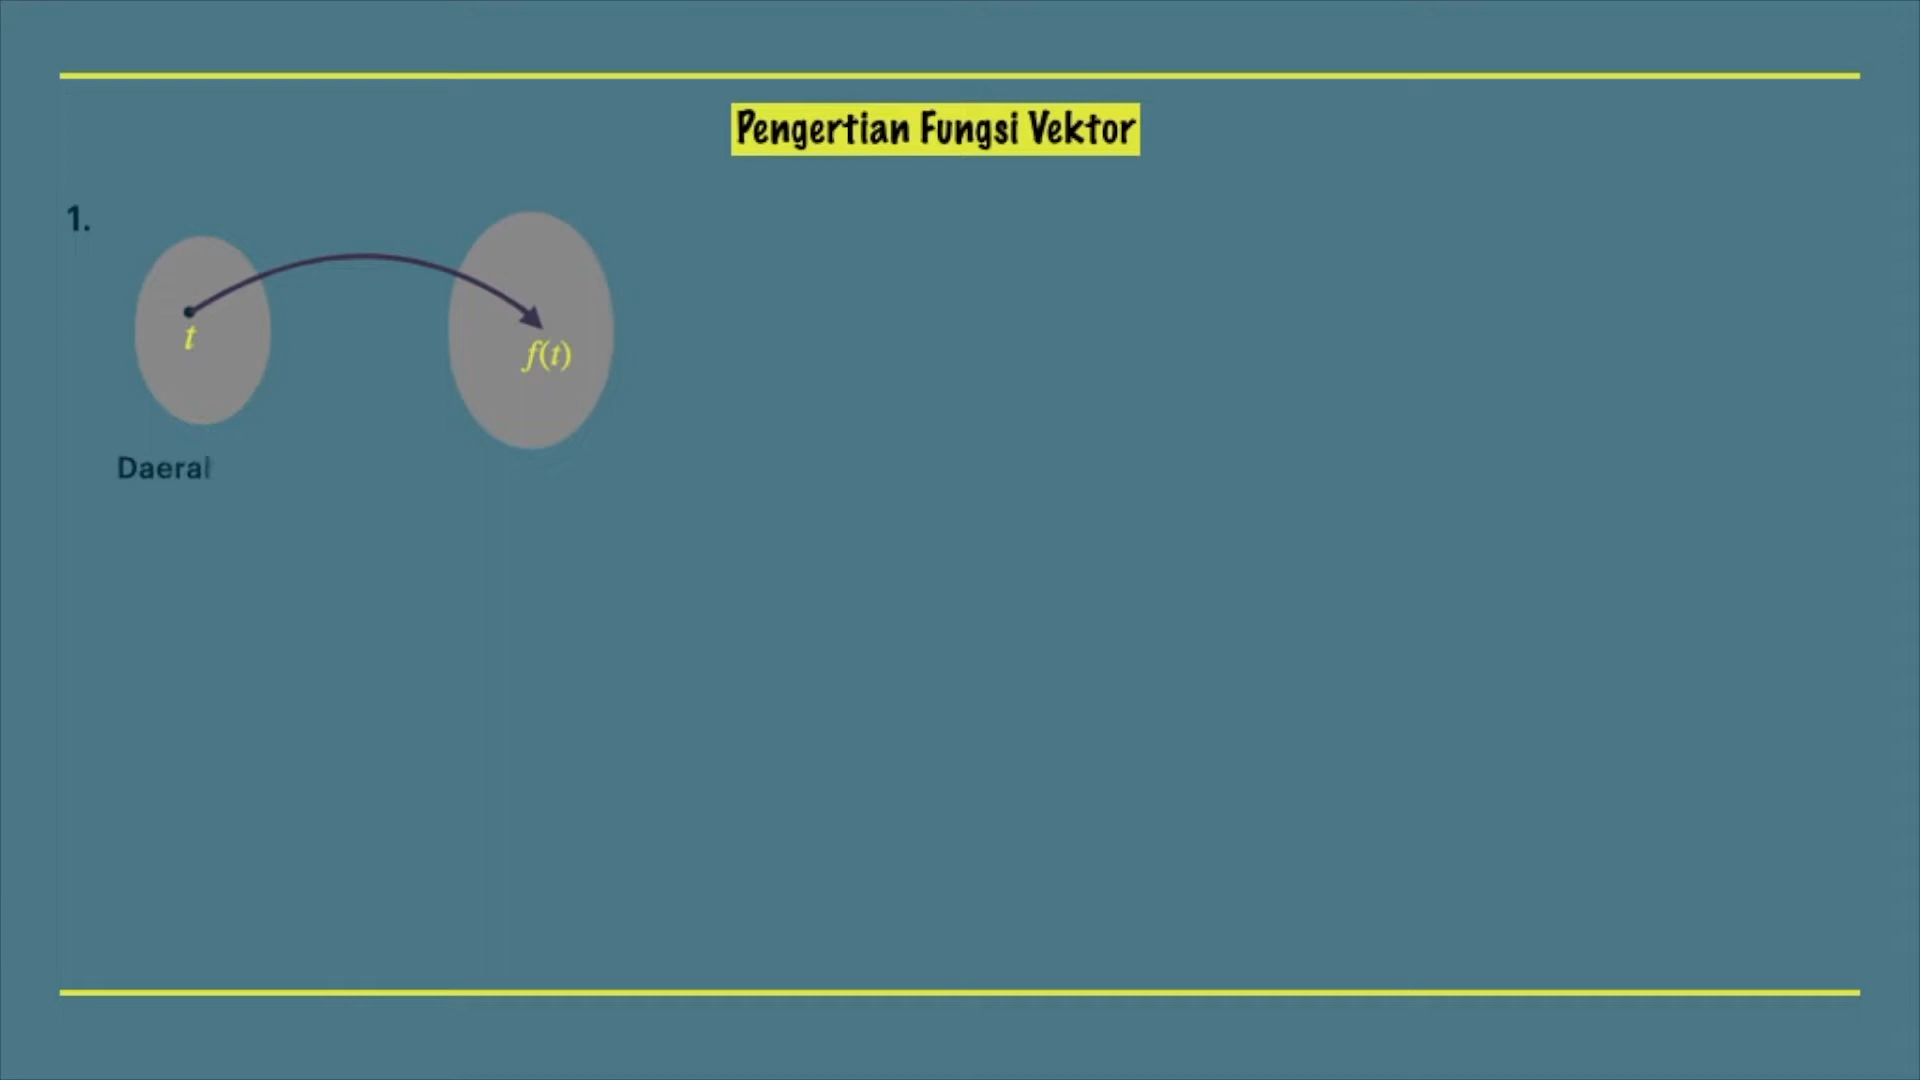 Pengertian Fungsi Vektor
1.
t
f(t)
Daeral